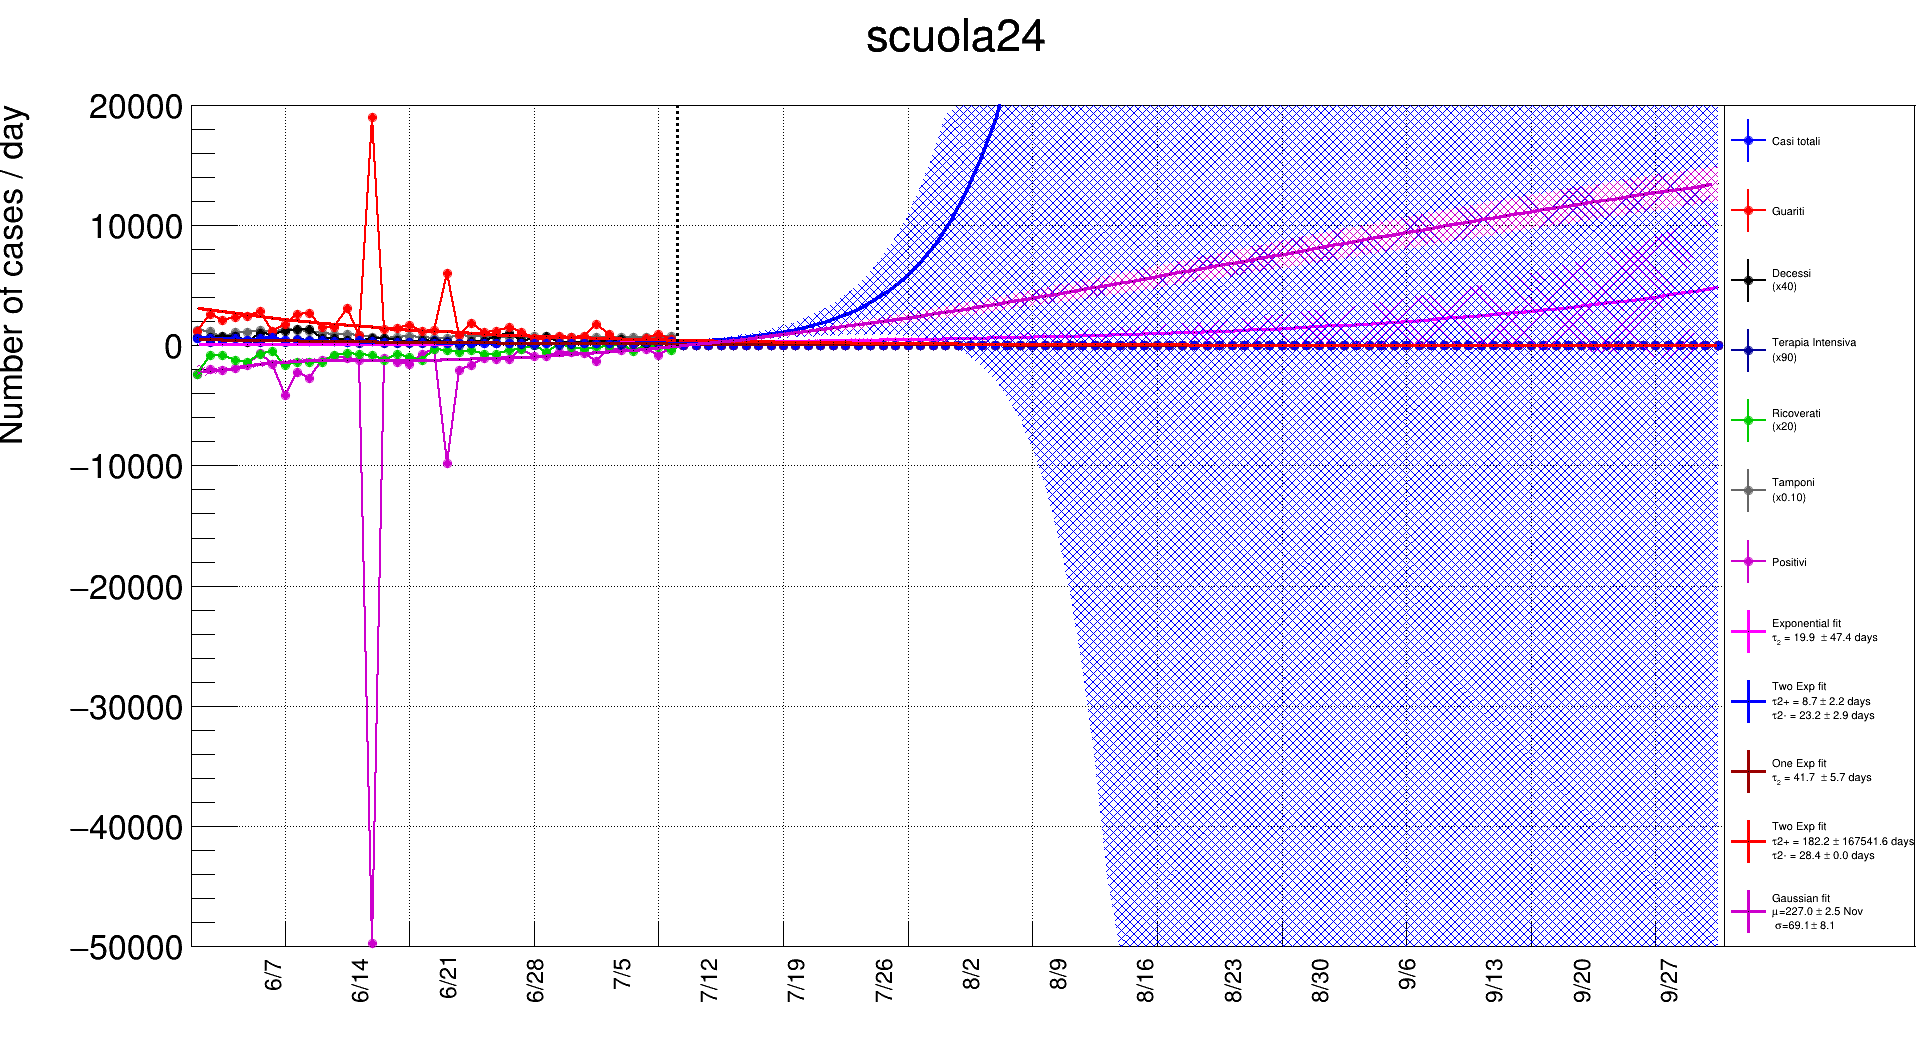 scuola24
Number of cases / day
20000
10000
0
−10000
−20000
−30000
−40000
−50000
6/7
6/14
6/21
6/28
7/5
7/12
7/19
7/26
8/2
8/9
8/16
8/23
8/30
9/6
9/13
9/20
9/27
Casi totali
Guariti
Decessi
(x40)
Terapia Intensiva
(x90)
Ricoverati
(x20)
Tamponi
(x0.10)
Positivi
Exponential fit
τ₂ = 19.9 ± 47.4 days
Two Exp fit
τ2+ = 8.7 ± 2.2 days
τ2- = 23.2 ± 2.9 days
One Exp fit
τ₂ = 41.7 ± 5.7 days
Two Exp fit
τ2+ = 182.2 ± 167541.6 days
τ2- = 28.4 ± 0.0 days
Gaussian fit
μ=227.0 ± 2.5 Nov
σ=69.1 ± 8.1